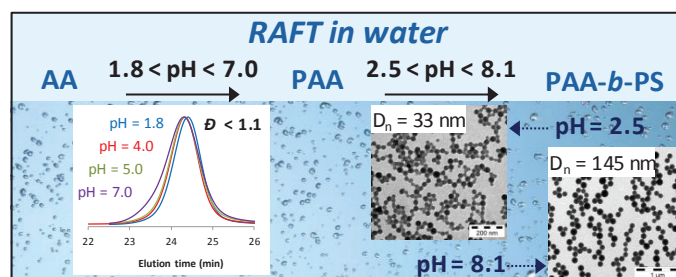 RAFT in water
AA 1.8 < pH < 7.0 PAA 2.5 < pH < 8.1 PAA-b-PS
pH = 1.8
pH = 4.0
pH = 5.0
pH = 7.0
Đ < 1.1
22 23 24 25 26
Elution time (min)
Dn = 33 nm
200 nm
pH = 2.5
Dn = 145 nm
pH = 8.1
1 µm